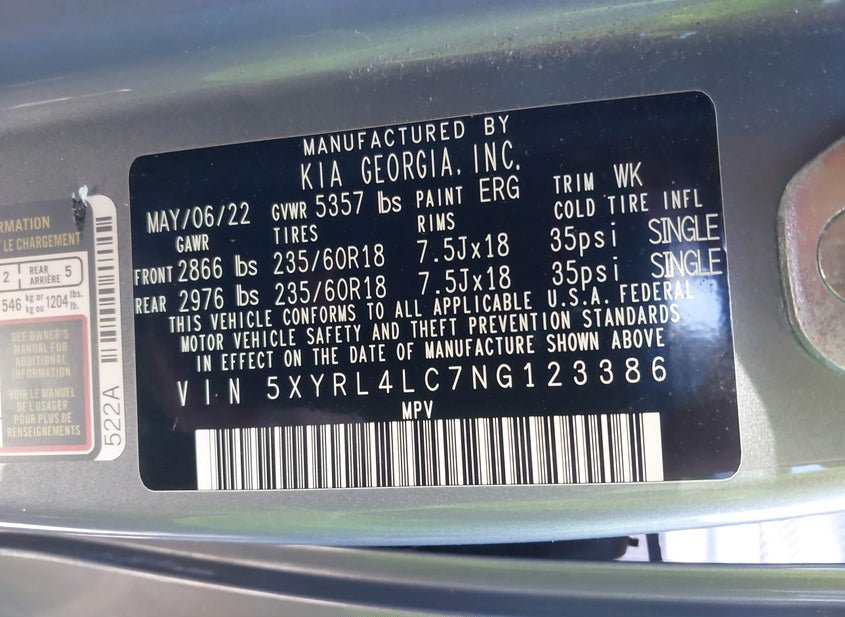 MANUFACTURED BY
KIA GEORGIA, INC.
MAY/06/22 GVWR 5357 lbs PAINT ERG TRIM WK
GAWR TIRES RIMS COLD TIRE INFL
FRONT 2866 lbs 235/60R18 7.5Jx18 35psi SINGLE
REAR 2976 lbs 235/60R18 7.5Jx18 35psi SINGLE
THIS VEHICLE CONFORMS TO ALL APPLICABLE U.S.A. FEDERAL
MOTOR VEHICLE SAFETY AND THEFT PREVENTION STANDARDS
IN EFFECT ON THE DATE OF MANUFACTURE SHOWN ABOVE
VIN 5XYRL4LC7NG123386
MPV
LE CHARGEMENT
2 REAR ARRIÈRE 5
546 kg or kg ou 1204 lbs. lb.
SEE OWNER'S
MANUAL FOR
ADDITIONAL
INFORMATION
VOIR LE MANUEL
DE L'USAGER
POUR PLUS DE
RENSEIGNEMENTS
522A